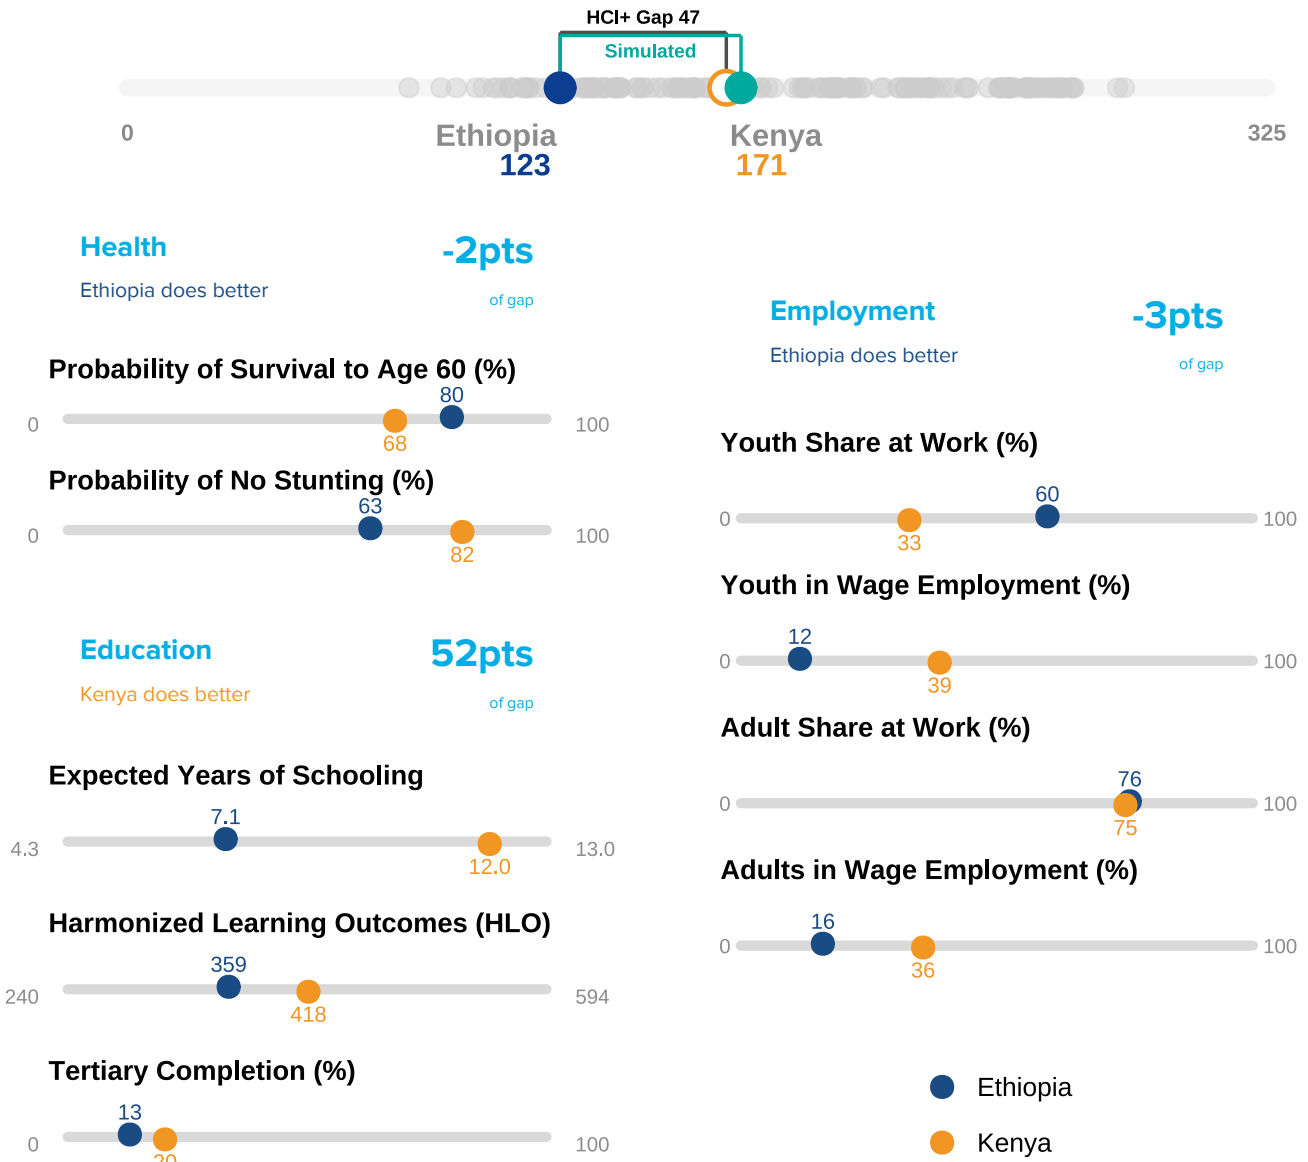 HCI+ Gap 47
Simulated
0
Ethiopia
Kenya
325
123
171
Health
-2pts
Ethiopia does better
of gap
Probability of Survival to Age 60 (%)
80
0
100
68
Probability of No Stunting (%)
63
0
100
82
Education
52pts
Kenya does better
of gap
Expected Years of Schooling
7.1
4.3
13.0
12.0
Harmonized Learning Outcomes (HLO)
359
240
594
418
Tertiary Completion (%)
13
0
100
20
Employment
-3pts
Ethiopia does better
of gap
Youth Share at Work (%)
60
0
100
33
Youth in Wage Employment (%)
12
0
100
39
Adult Share at Work (%)
76
0
100
75
Adults in Wage Employment (%)
16
0
100
36
Ethiopia
Kenya